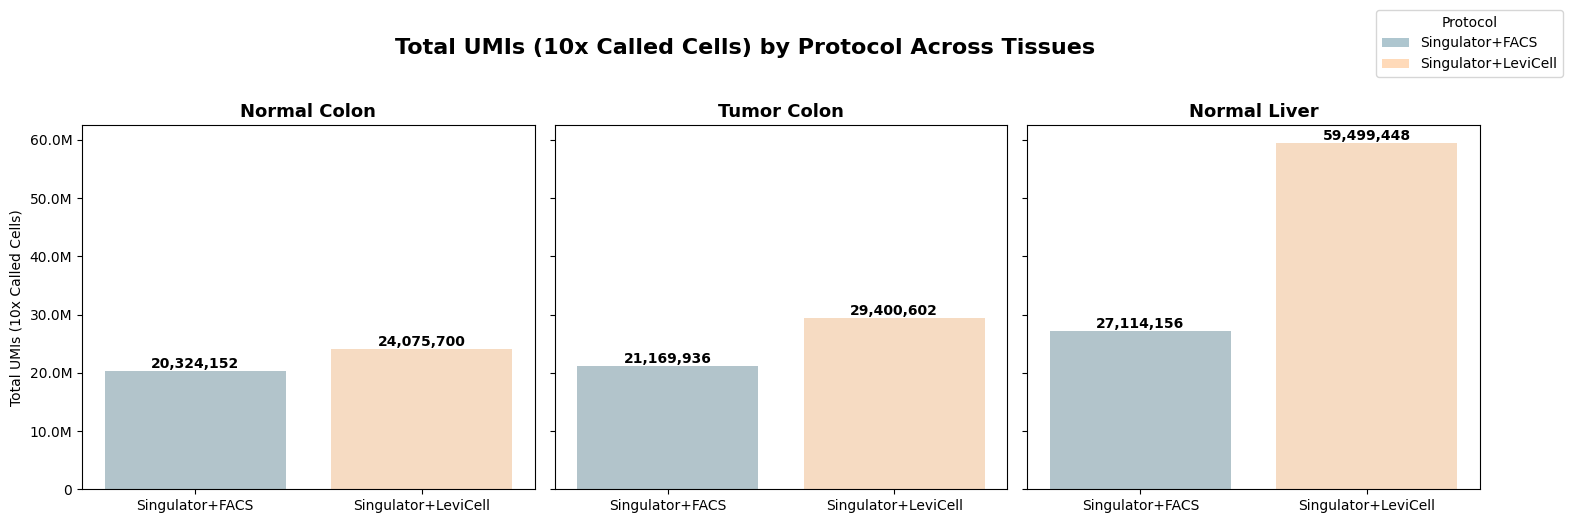 Total UMIs (10x Called Cells) by Protocol Across Tissues
Protocol
Singulator+FACS
Singulator+LeviCell
Normal Colon
Tumor Colon
Normal Liver
Total UMIs (10x Called Cells)
60.0M
50.0M
40.0M
30.0M
20.0M
10.0M
0
20,324,152
24,075,700
21,169,936
29,400,602
27,114,156
59,499,448
Singulator+FACS
Singulator+LeviCell
Singulator+FACS
Singulator+LeviCell
Singulator+FACS
Singulator+LeviCell